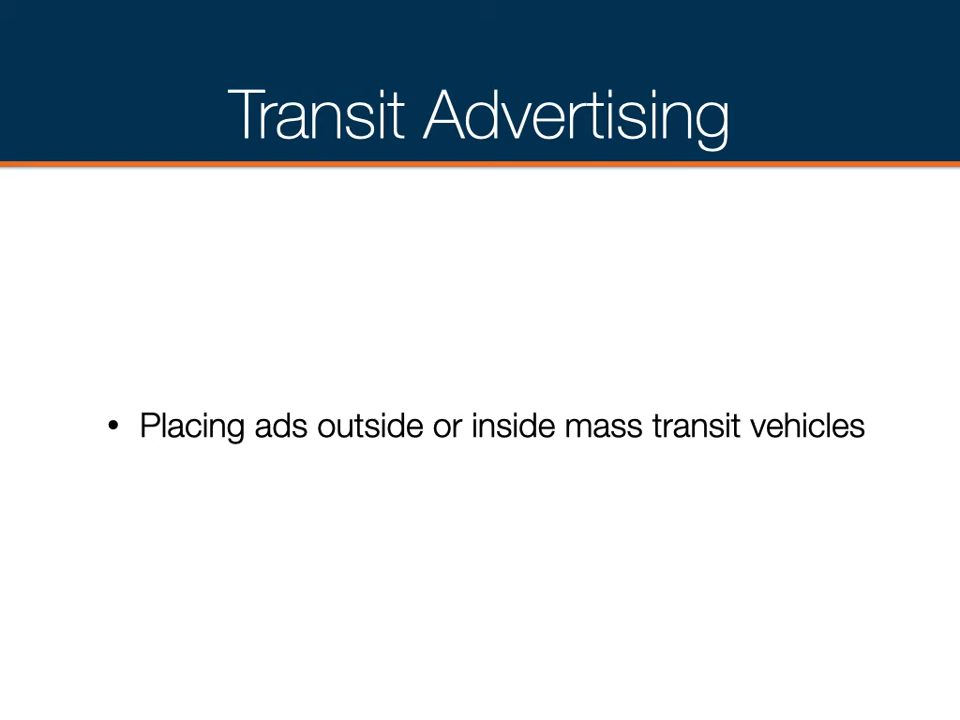 Transit Advertising
• Placing ads outside or inside mass transit vehicles